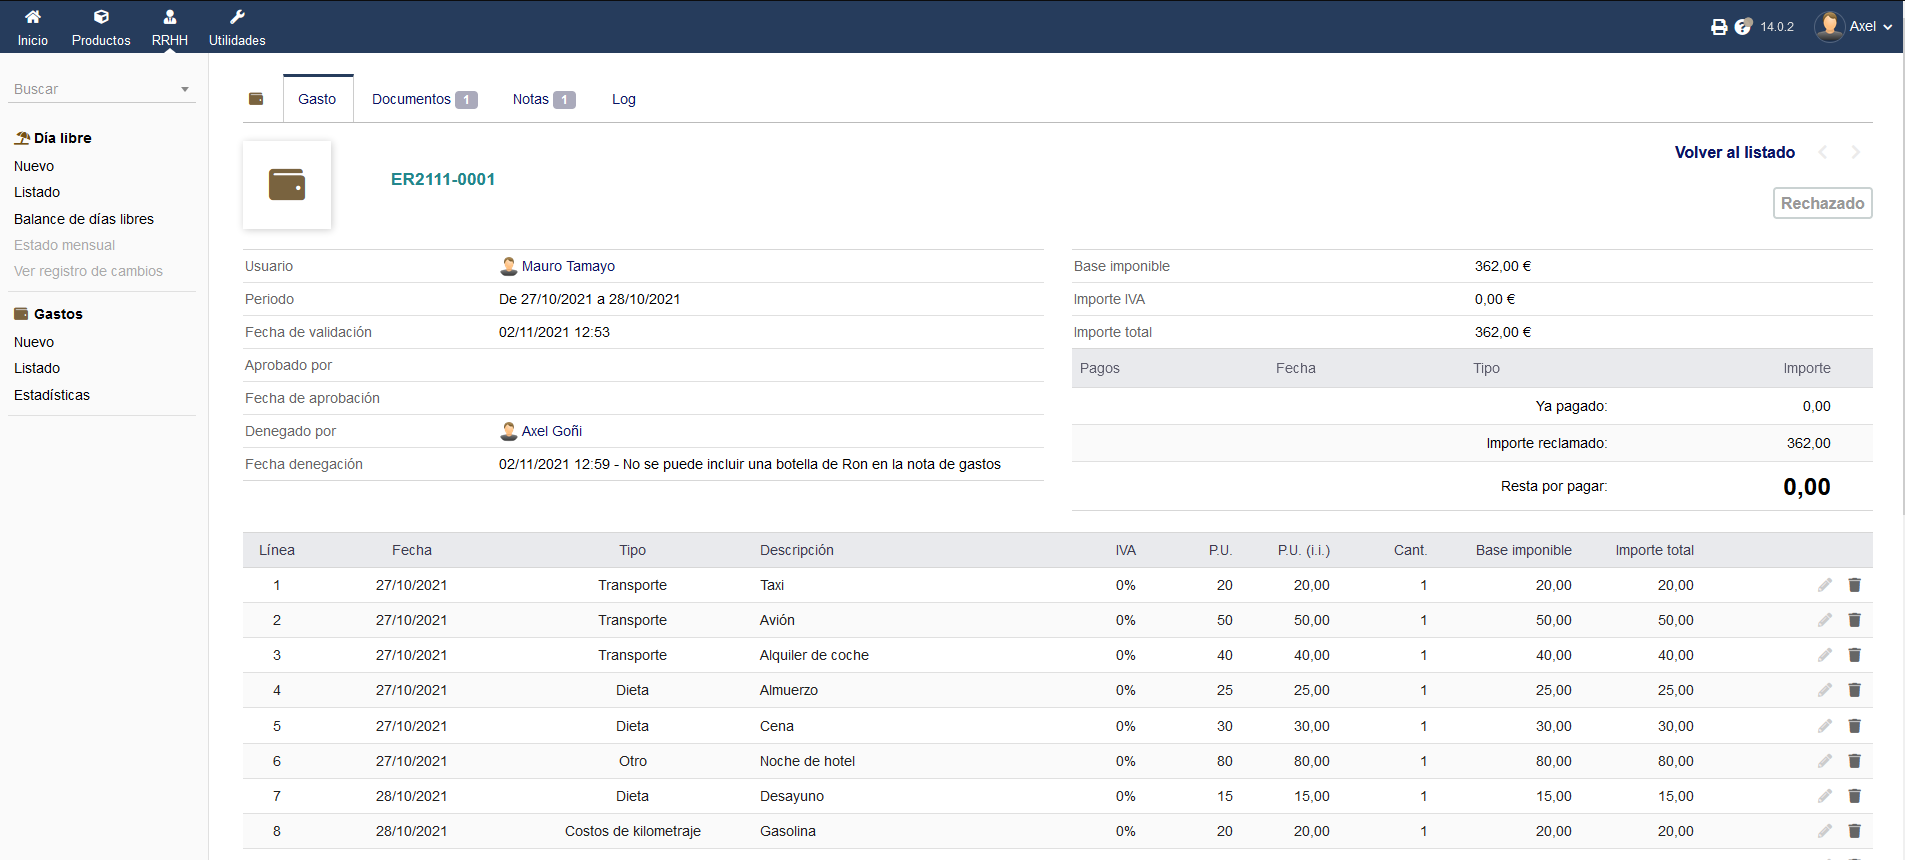 Inicio Productos RRHH Utilidades 14.0.2 Axel
Buscar
Día libre
Nuevo
Listado
Balance de días libres
Estado mensual
Ver registro de cambios
Gastos
Nuevo
Listado
Estadísticas
Gasto Documentos 1 Notas 1 Log
ER2111-0001
Volver al listado
Rechazado
Usuario Mauro Tamayo
Periodo De 27/10/2021 a 28/10/2021
Fecha de validación 02/11/2021 12:53
Aprobado por
Fecha de aprobación
Denegado por Axel Goñi
Fecha denegación 02/11/2021 12:59 - No se puede incluir una botella de Ron en la nota de gastos
Base imponible 362,00 €
Importe IVA 0,00 €
Importe total 362,00 €
Pagos Fecha Tipo Importe
Ya pagado: 0,00
Importe reclamado: 362,00
Resta por pagar: 0,00
Línea Fecha Tipo Descripción IVA P.U. P.U. (i.i.) Cant. Base imponible Importe total
1 27/10/2021 Transporte Taxi 0% 20 20,00 1 20,00 20,00
2 27/10/2021 Transporte Avión 0% 50 50,00 1 50,00 50,00
3 27/10/2021 Transporte Alquiler de coche 0% 40 40,00 1 40,00 40,00
4 27/10/2021 Dieta Almuerzo 0% 25 25,00 1 25,00 25,00
5 27/10/2021 Dieta Cena 0% 30 30,00 1 30,00 30,00
6 27/10/2021 Otro Noche de hotel 0% 80 80,00 1 80,00 80,00
7 28/10/2021 Dieta Desayuno 0% 15 15,00 1 15,00 15,00
8 28/10/2021 Costos de kilometraje Gasolina 0% 20 20,00 1 20,00 20,00